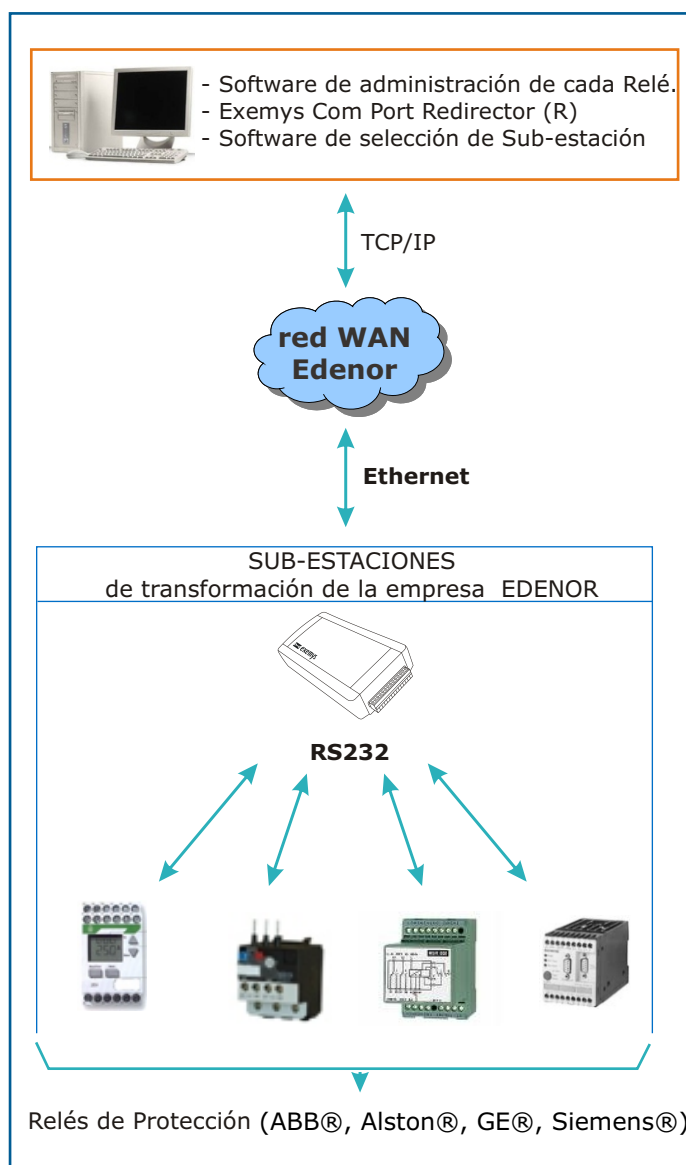 - Software de administración de cada Relé.
- Exemys Com Port Redirector (R)
- Software de selección de Sub-estación
TCP/IP
red WAN
Edenor
Ethernet
SUB-ESTACIONES
de transformación de la empresa EDENOR
exemys
RS232
Relés de Protección (ABB®, Alston®, GE®, Siemens®)